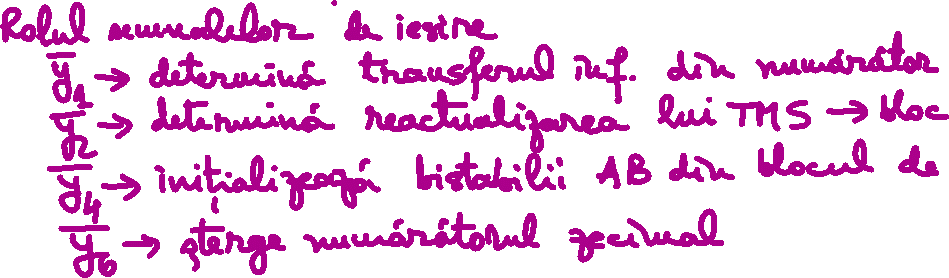 Rolul semnalelor de iesire
y̅₁ → determină transferul inf. din numărător
y̅₂ → determină reactualizarea lui TMS → bloc
y̅₄ → inițializează bistabilii AB din blocul de
y̅₆ → șterge numărătorul zecimal